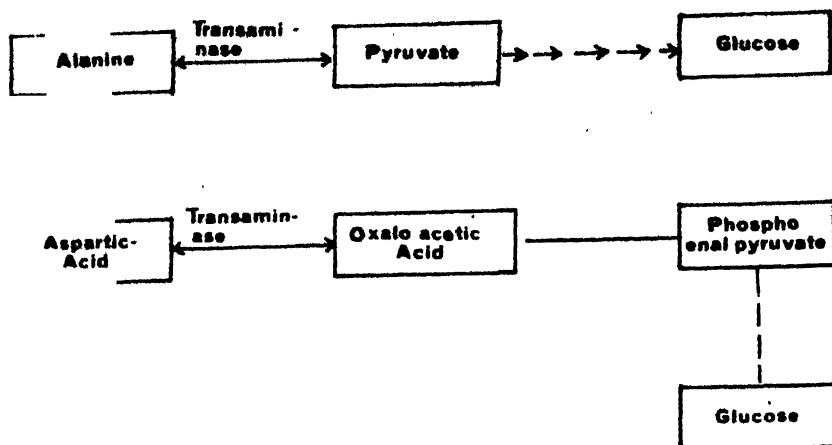 Alanine
Transami-
nase
Pyruvate
Glucose
Aspartic-
Acid
Transamin-
ase
Oxalo acetic
Acid
Phospho
enal pyruvate
Glucose